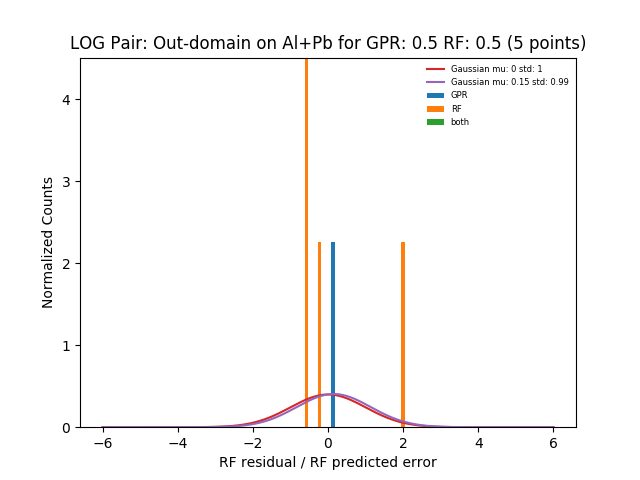 LOG Pair: Out-domain on Al+Pb for GPR: 0.5 RF: 0.5 (5 points)
Gaussian mu: 0 std: 1
Gaussian mu: 0.15 std: 0.99
GPR
RF
both
Normalized Counts
4
3
2
1
0
−6 −4 −2 0 2 4 6
RF residual / RF predicted error